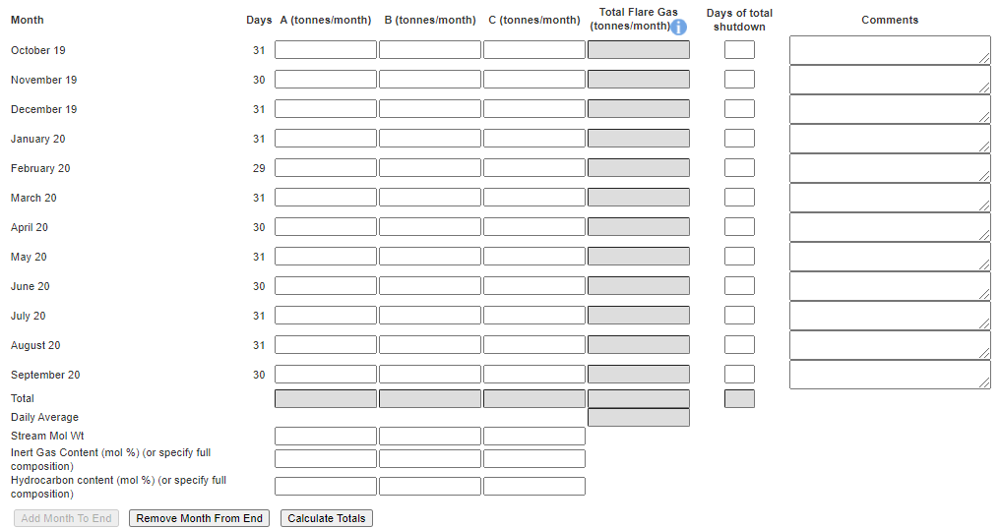 Month Days A (tonnes/month) B (tonnes/month) C (tonnes/month) Total Flare Gas (tonnes/month) i Days of total shutdown Comments
October 19 31
November 19 30
December 19 31
January 20 31
February 20 29
March 20 31
April 20 30
May 20 31
June 20 30
July 20 31
August 20 31
September 20 30
Total
Daily Average
Stream Mol Wt
Inert Gas Content (mol %) (or specify full
composition)
Hydrocarbon content (mol %) (or specify full
composition)
Add Month To End Remove Month From End Calculate Totals